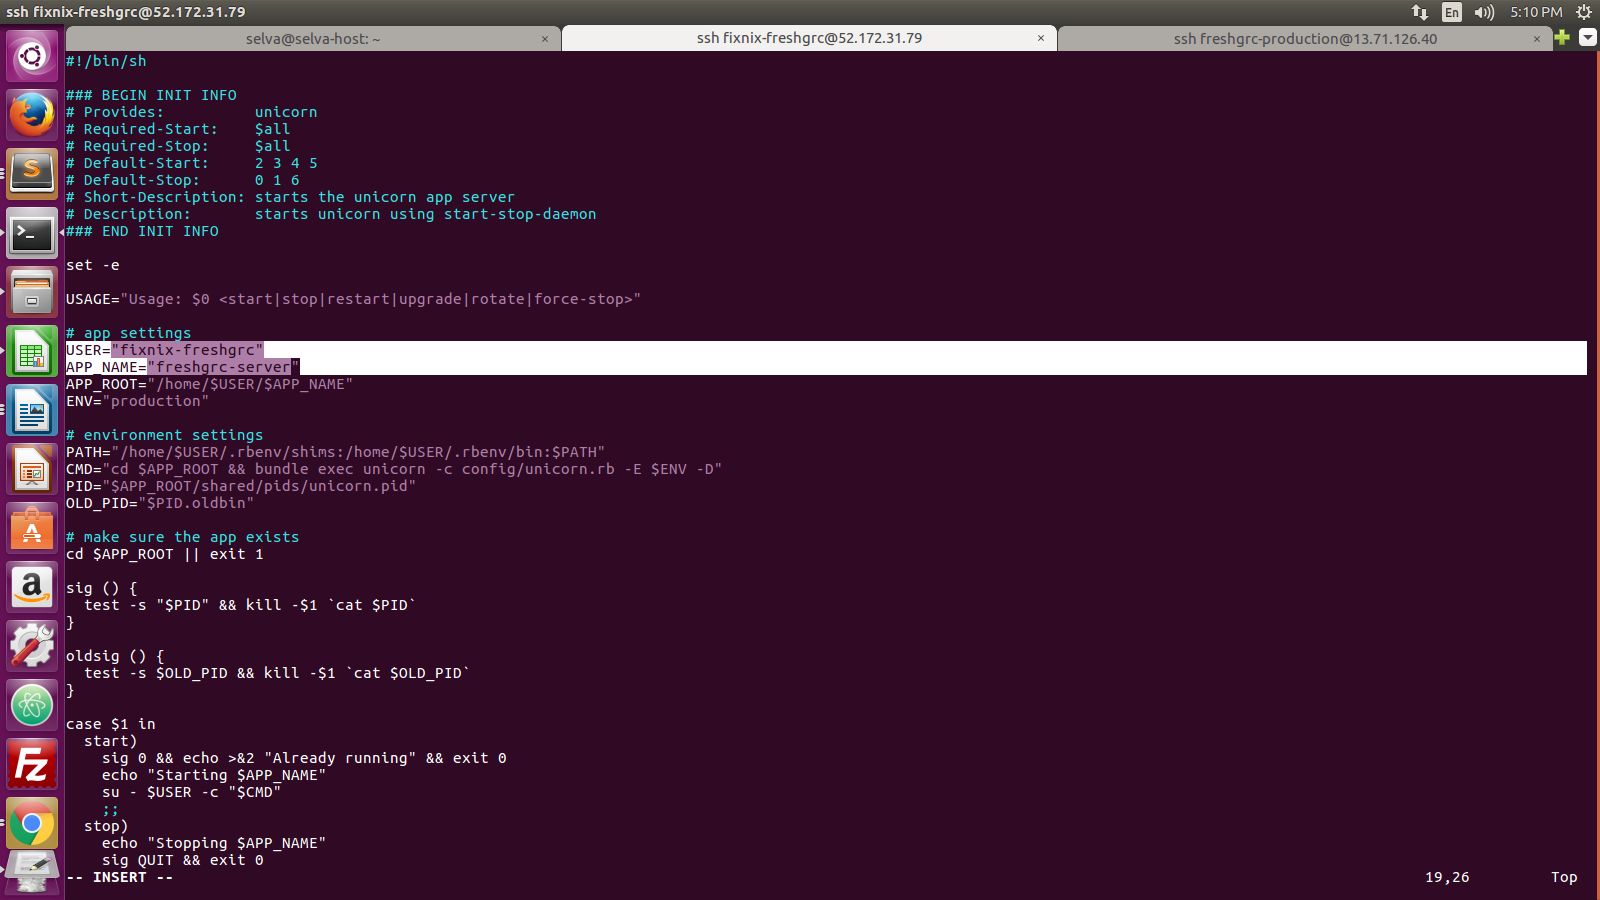 ssh fixnix-freshgrc@52.172.31.79
En
5:10 PM
selva@selva-host: ~ ×
ssh fixnix-freshgrc@52.172.31.79 ×
ssh freshgrc-production@13.71.126.40 ×
#!/bin/sh
### BEGIN INIT INFO
# Provides:          unicorn
# Required-Start:    $all
# Required-Stop:     $all
# Default-Start:     2 3 4 5
# Default-Stop:      0 1 6
# Short-Description: starts the unicorn app server
# Description:       starts unicorn using start-stop-daemon
### END INIT INFO
set -e
USAGE="Usage: $0 <start|stop|restart|upgrade|rotate|force-stop>"
# app settings
USER="fixnix-freshgrc"
APP_NAME="freshgrc-server"
APP_ROOT="/home/$USER/$APP_NAME"
ENV="production"
# environment settings
PATH="/home/$USER/.rbenv/shims:/home/$USER/.rbenv/bin:$PATH"
CMD="cd $APP_ROOT && bundle exec unicorn -c config/unicorn.rb -E $ENV -D"
PID="$APP_ROOT/shared/pids/unicorn.pid"
OLD_PID="$PID.oldbin"
# make sure the app exists
cd $APP_ROOT || exit 1
sig () {
  test -s "$PID" && kill -$1 `cat $PID`
}
oldsig () {
  test -s $OLD_PID && kill -$1 `cat $OLD_PID`
}
case $1 in
  start)
    sig 0 && echo >&2 "Already running" && exit 0
    echo "Starting $APP_NAME"
    su - $USER -c "$CMD"
    ;;
  stop)
    echo "Stopping $APP_NAME"
    sig QUIT && exit 0
-- INSERT -- 19,26 Top